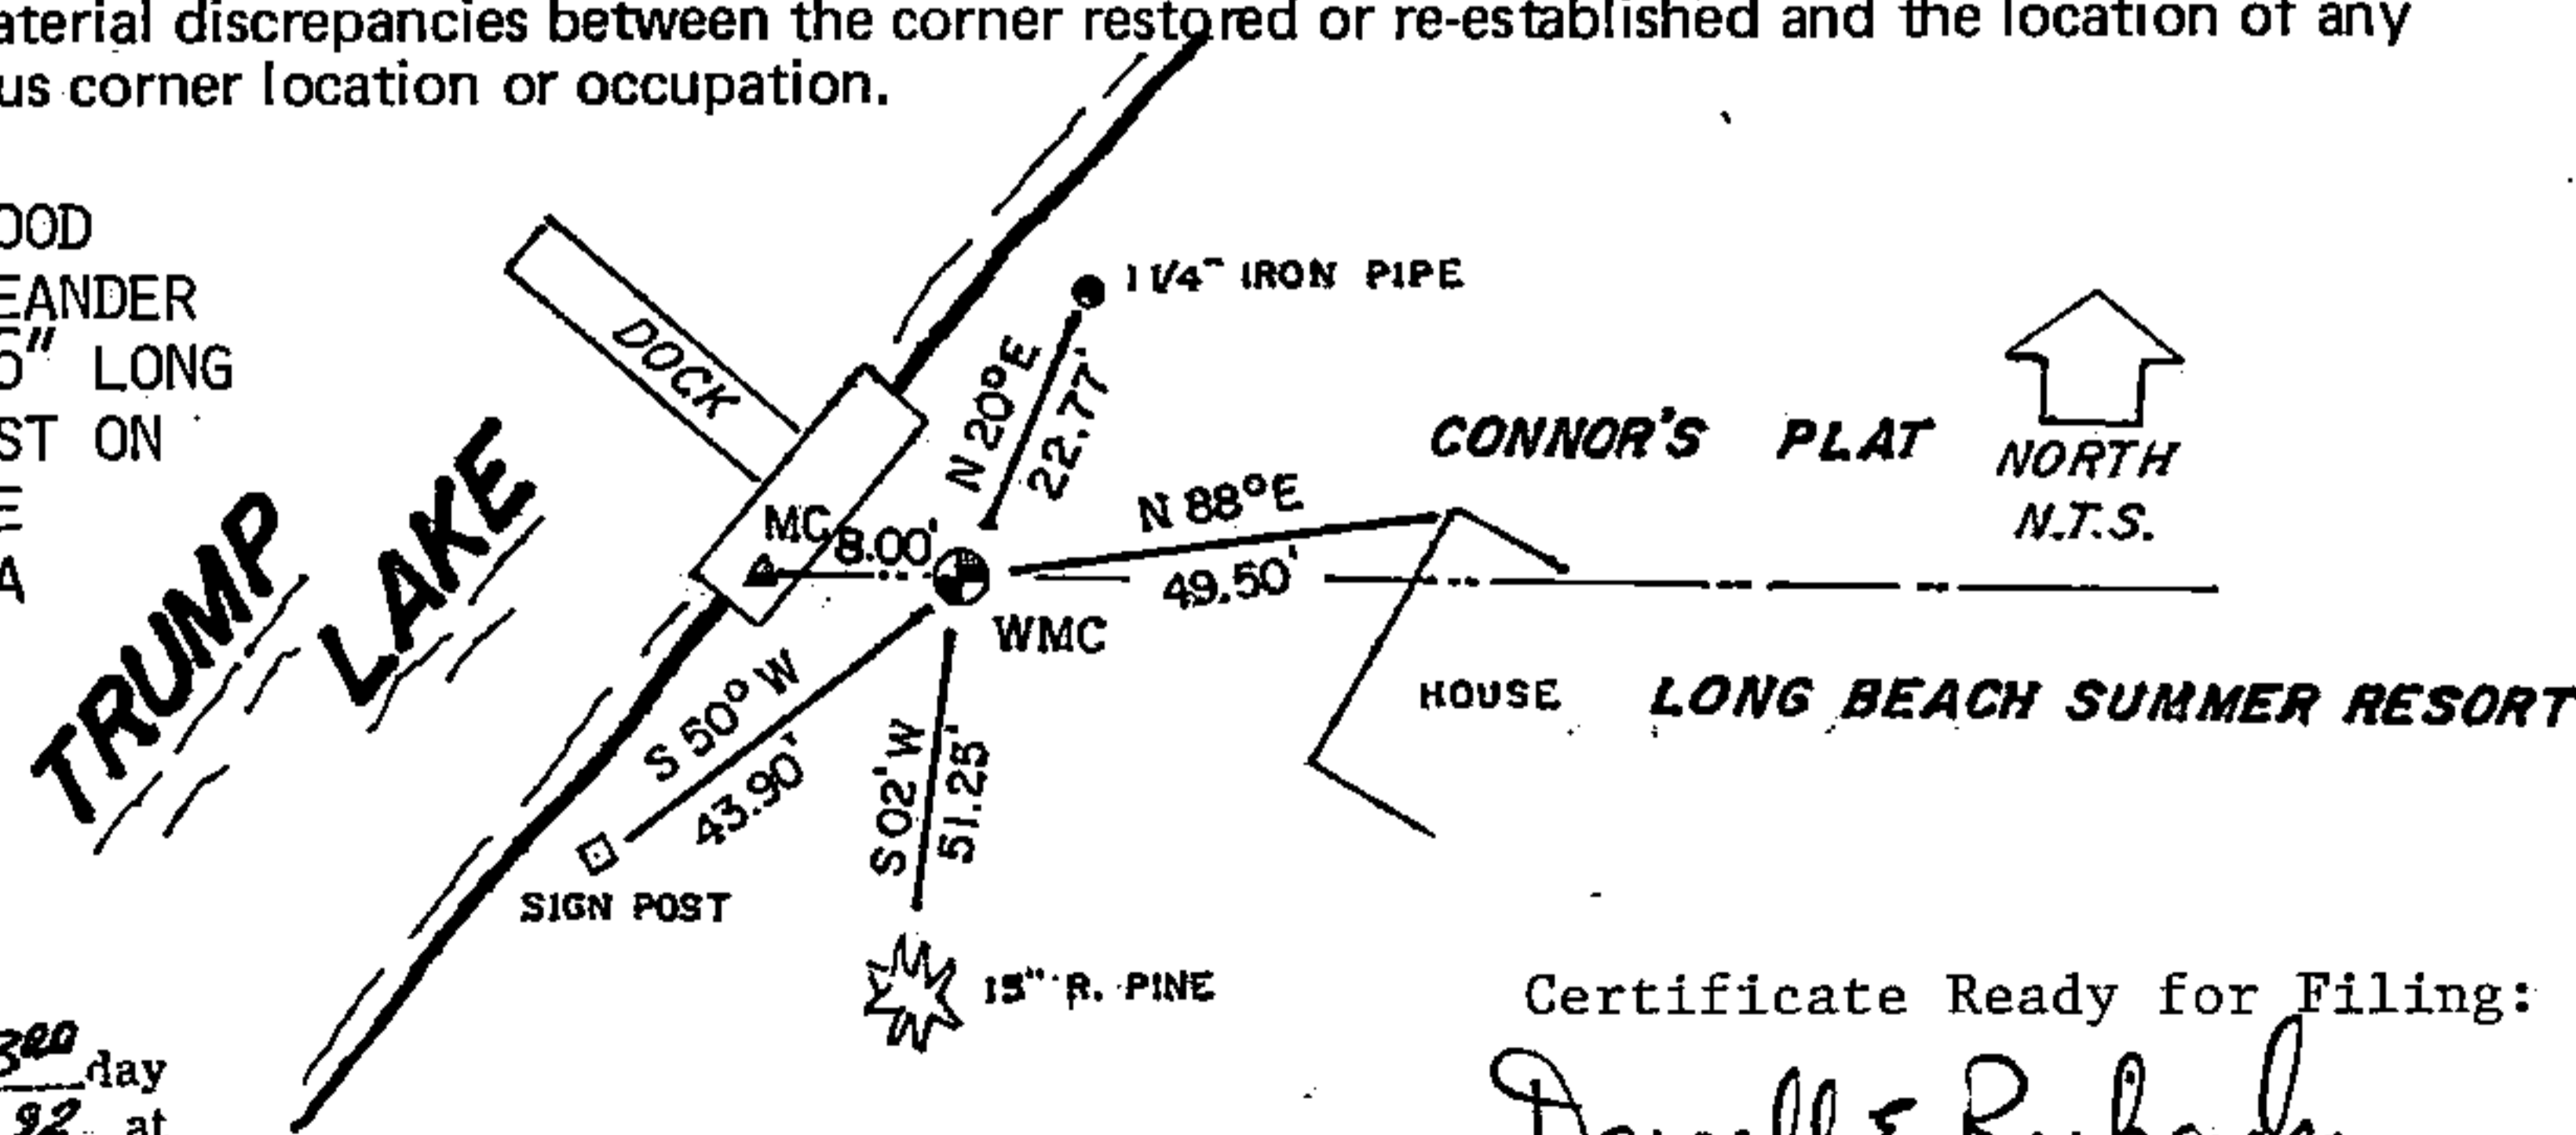 material discrepancies between the corner restored or re-established and the location of any
us corner location or occupation.
OOD
EANDER
6" LONG
ST ON
E
A
DOCK
1 1/4" IRON PIPE
N 20°E
22.77'
CONNOR'S PLAT
NORTH
N.T.S.
TRUMP
LAKE
MC
8.00'
N 88°E
49.50'
WMC
HOUSE
LONG BEACH SUMMER RESORT
S 50° W
43.90'
S 02' W
51.25'
SIGN POST
15" R. PINE
Certificate Ready for Filing:
day
92 at